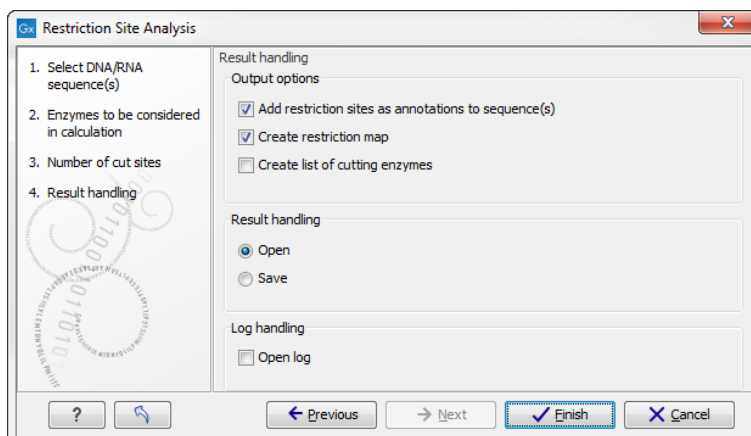 Gx Restriction Site Analysis
X
1. Select DNA/RNA
sequence(s)
2. Enzymes to be considered
in calculation
3. Number of cut sites
4. Result handling
Result handling
Output options
Add restriction sites as annotations to sequence(s)
Create restriction map
Create list of cutting enzymes
Result handling
Open
Save
Log handling
Open log
?
Previous
Next
Finish
Cancel